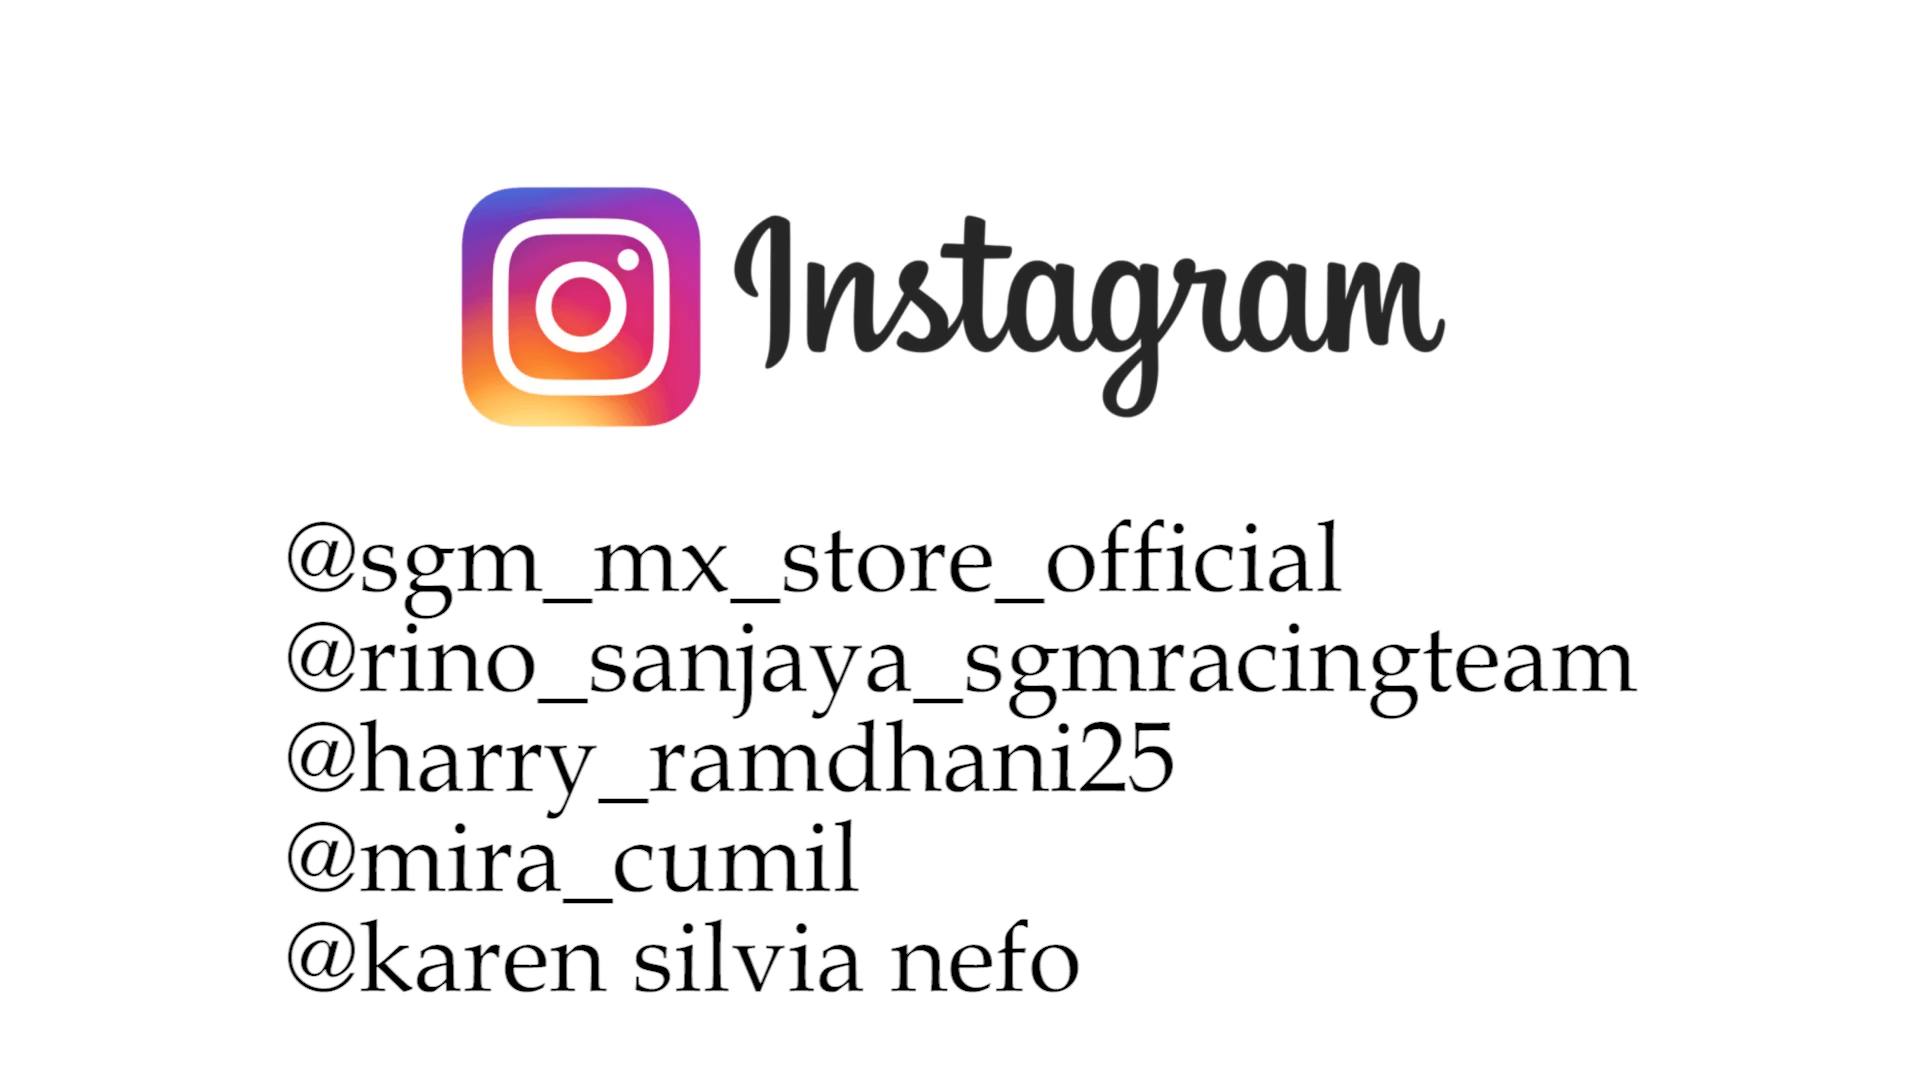 Instagram
@sgm_mx_store_official
@rino_sanjaya_sgmracingteam
@harry_ramdhani25
@mira_cumil
@karen silvia nefo